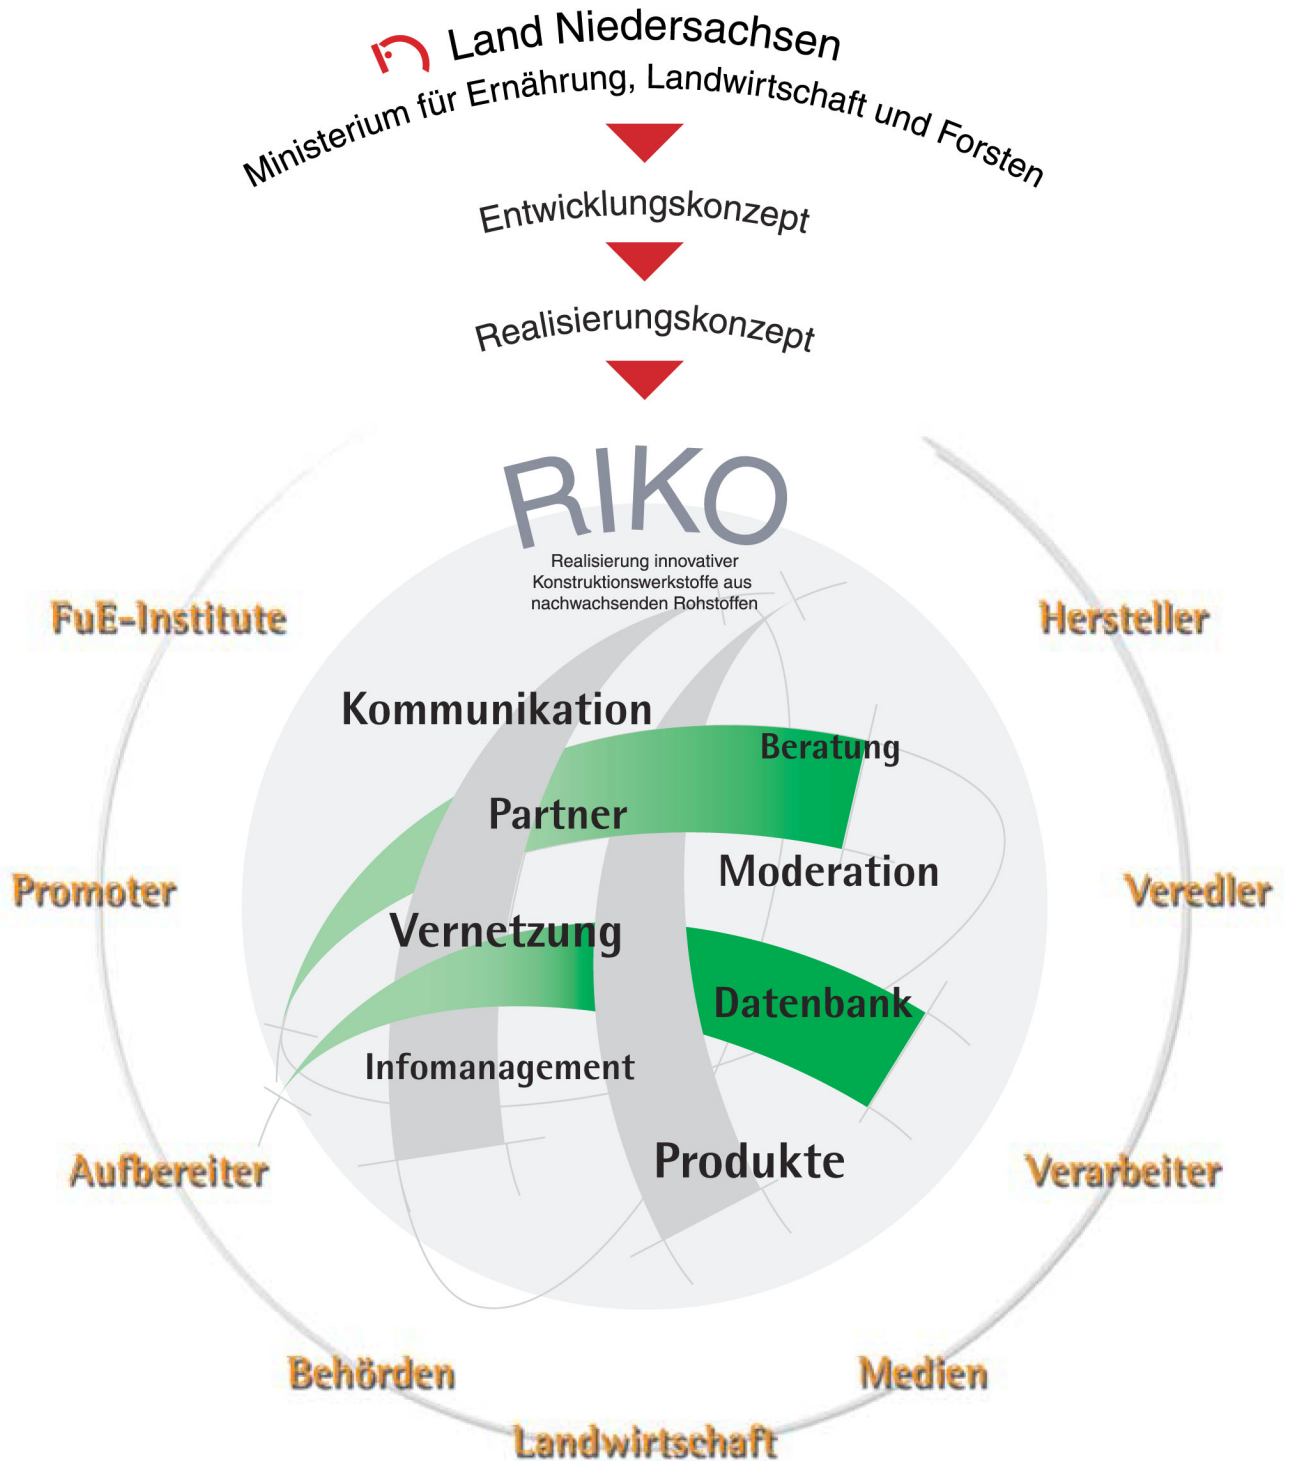 Land Niedersachsen
Ministerium für Ernährung, Landwirtschaft und Forsten
Entwicklungskonzept
Realisierungskonzept
RIKO
Realisierung innovativer
Konstruktionswerkstoffe aus
nachwachsenden Rohstoffen
FuE-Institute
Hersteller
Kommunikation
Beratung
Partner
Moderation
Promoter
Veredler
Vernetzung
Datenbank
Infomanagement
Produkte
Aufbereiter
Verarbeiter
Behörden
Medien
Landwirtschaft